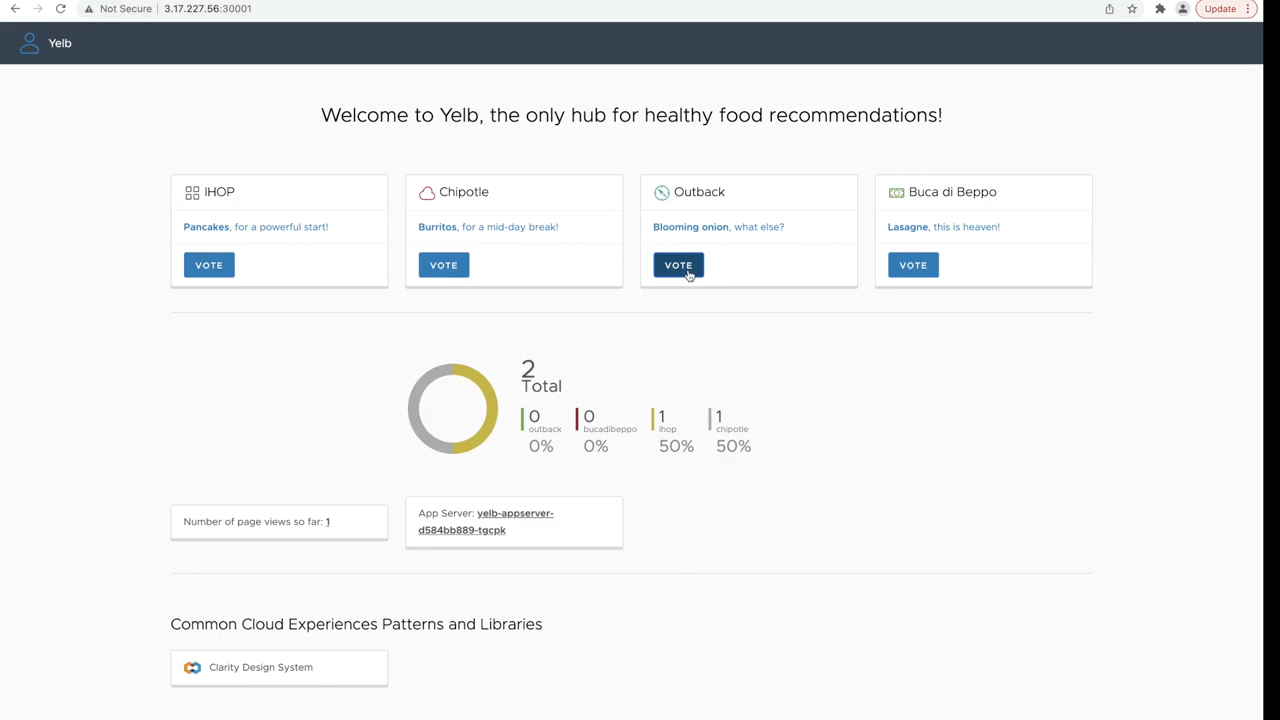 Not Secure | 3.17.227.56:30001
Update
Yelb
Welcome to Yelb, the only hub for healthy food recommendations!
IHOP
Pancakes, for a powerful start!
VOTE
Chipotle
Burritos, for a mid-day break!
VOTE
Outback
Blooming onion, what else?
VOTE
Buca di Beppo
Lasagne, this is heaven!
VOTE
2
Total
0
outback
0%
0
bucadibeppo
0%
1
ihop
50%
1
chipotle
50%
Number of page views so far: 1
App Server: yelb-appserver-
d584bb889-tgcpk
Common Cloud Experiences Patterns and Libraries
Clarity Design System